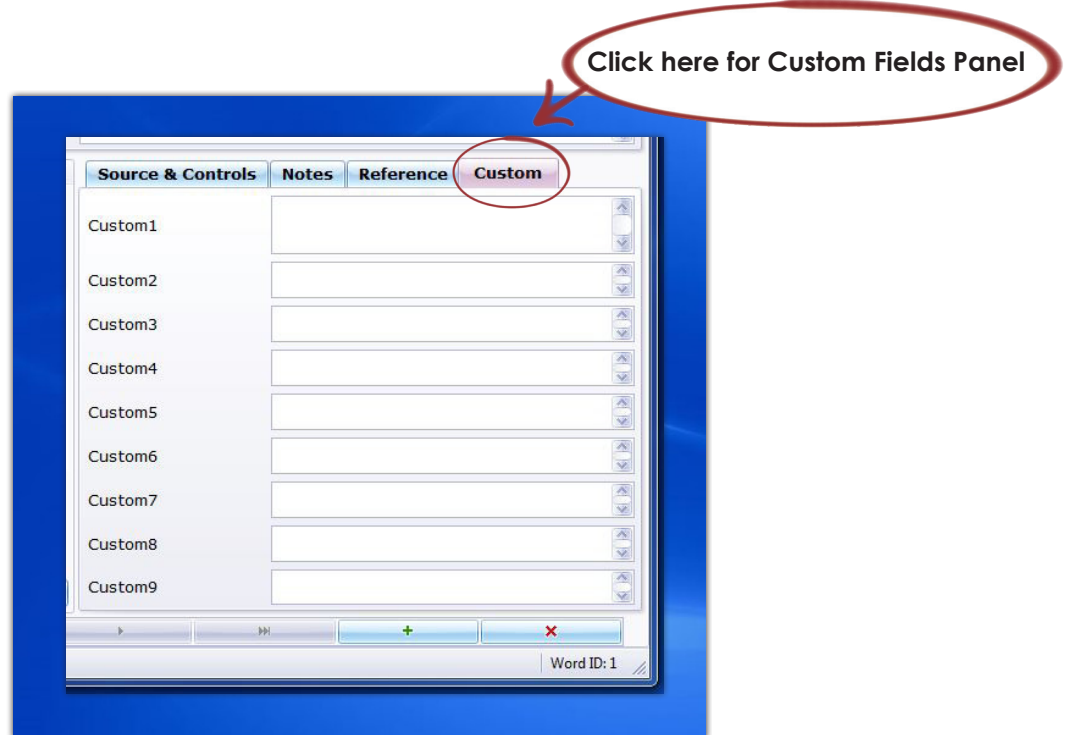 Click here for Custom Fields Panel
Source & Controls Notes Reference Custom
Custom1
Custom2
Custom3
Custom4
Custom5
Custom6
Custom7
Custom8
Custom9
Word ID: 1